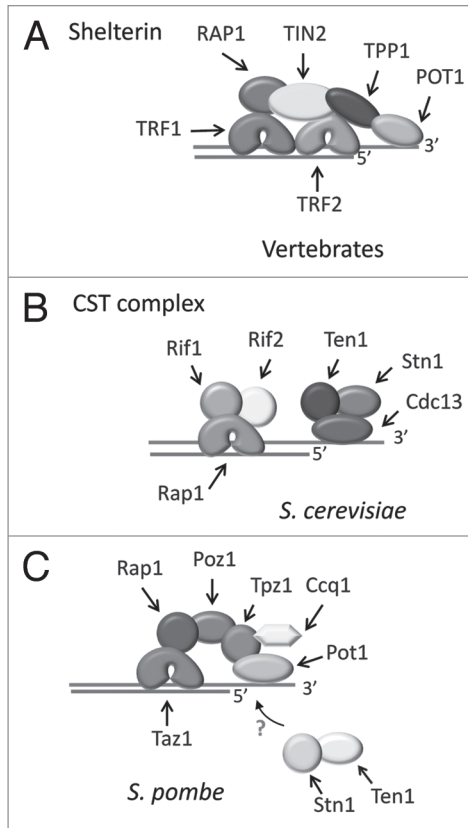 A
Shelterin
RAP1
TIN2
TPP1
POT1
TRF1
5’
3’
TRF2
Vertebrates
B
CST complex
Rif1
Rif2
Ten1
Stn1
Cdc13
3’
5’
Rap1
S. cerevisiae
C
Rap1
Poz1
Tpz1
Ccq1
Pot1
5’
3’
?
Taz1
S. pombe
Stn1
Ten1